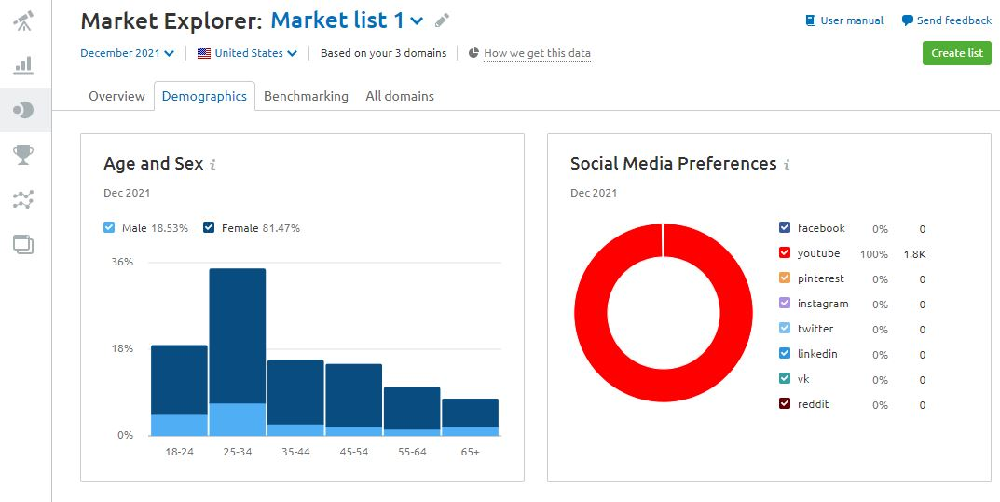 Market Explorer: Market list 1
User manual
Send feedback
December 2021
United States
Based on your 3 domains
How we get this data
Create list
Overview
Demographics
Benchmarking
All domains
Age and Sex i
Dec 2021
Male 18.53%
Female 81.47%
36%
18%
0%
18-24
25-34
35-44
45-54
55-64
65+
Social Media Preferences i
Dec 2021
facebook 0% 0
youtube 100% 1.8K
pinterest 0% 0
instagram 0% 0
twitter 0% 0
linkedin 0% 0
vk 0% 0
reddit 0% 0